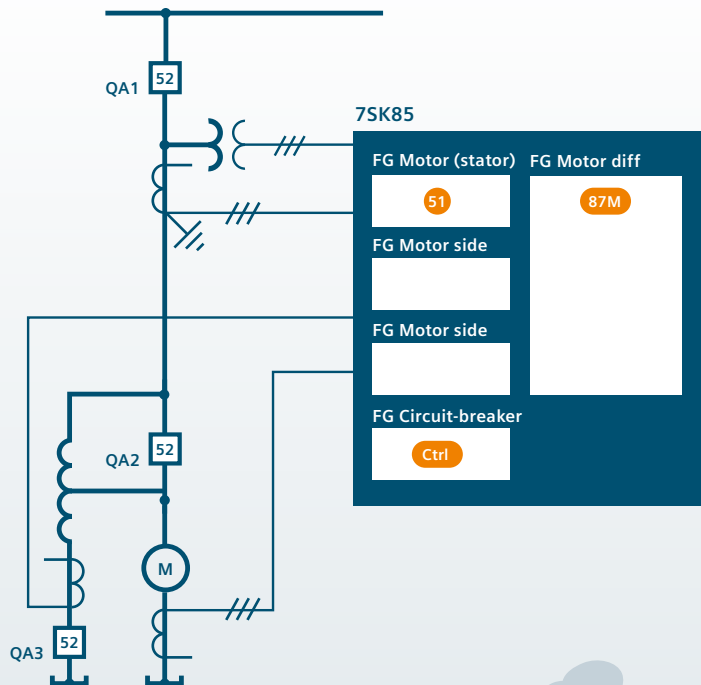 52
QA1
7SK85
FG Motor (stator)
FG Motor diff
51
87M
FG Motor side
FG Motor side
FG Circuit-breaker
Ctrl
52
QA2
M
52
QA3